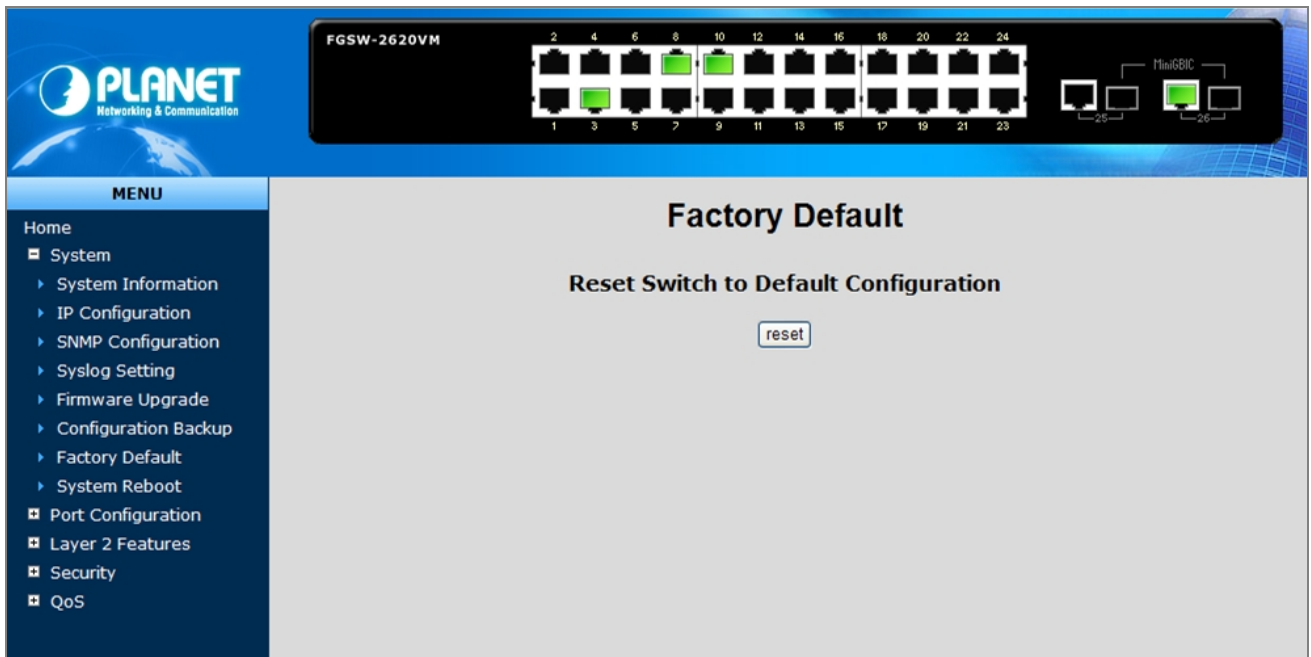 PLANET
Networking & Communication
FGSW-2620VM
2 4 6 8 10 12 14 16 18 20 22 24
1 3 5 7 9 11 13 15 17 19 21 23
MiniGBIC
25 26
MENU
Home
System
System Information
IP Configuration
SNMP Configuration
Syslog Setting
Firmware Upgrade
Configuration Backup
Factory Default
System Reboot
Port Configuration
Layer 2 Features
Security
QoS
Factory Default
Reset Switch to Default Configuration
reset